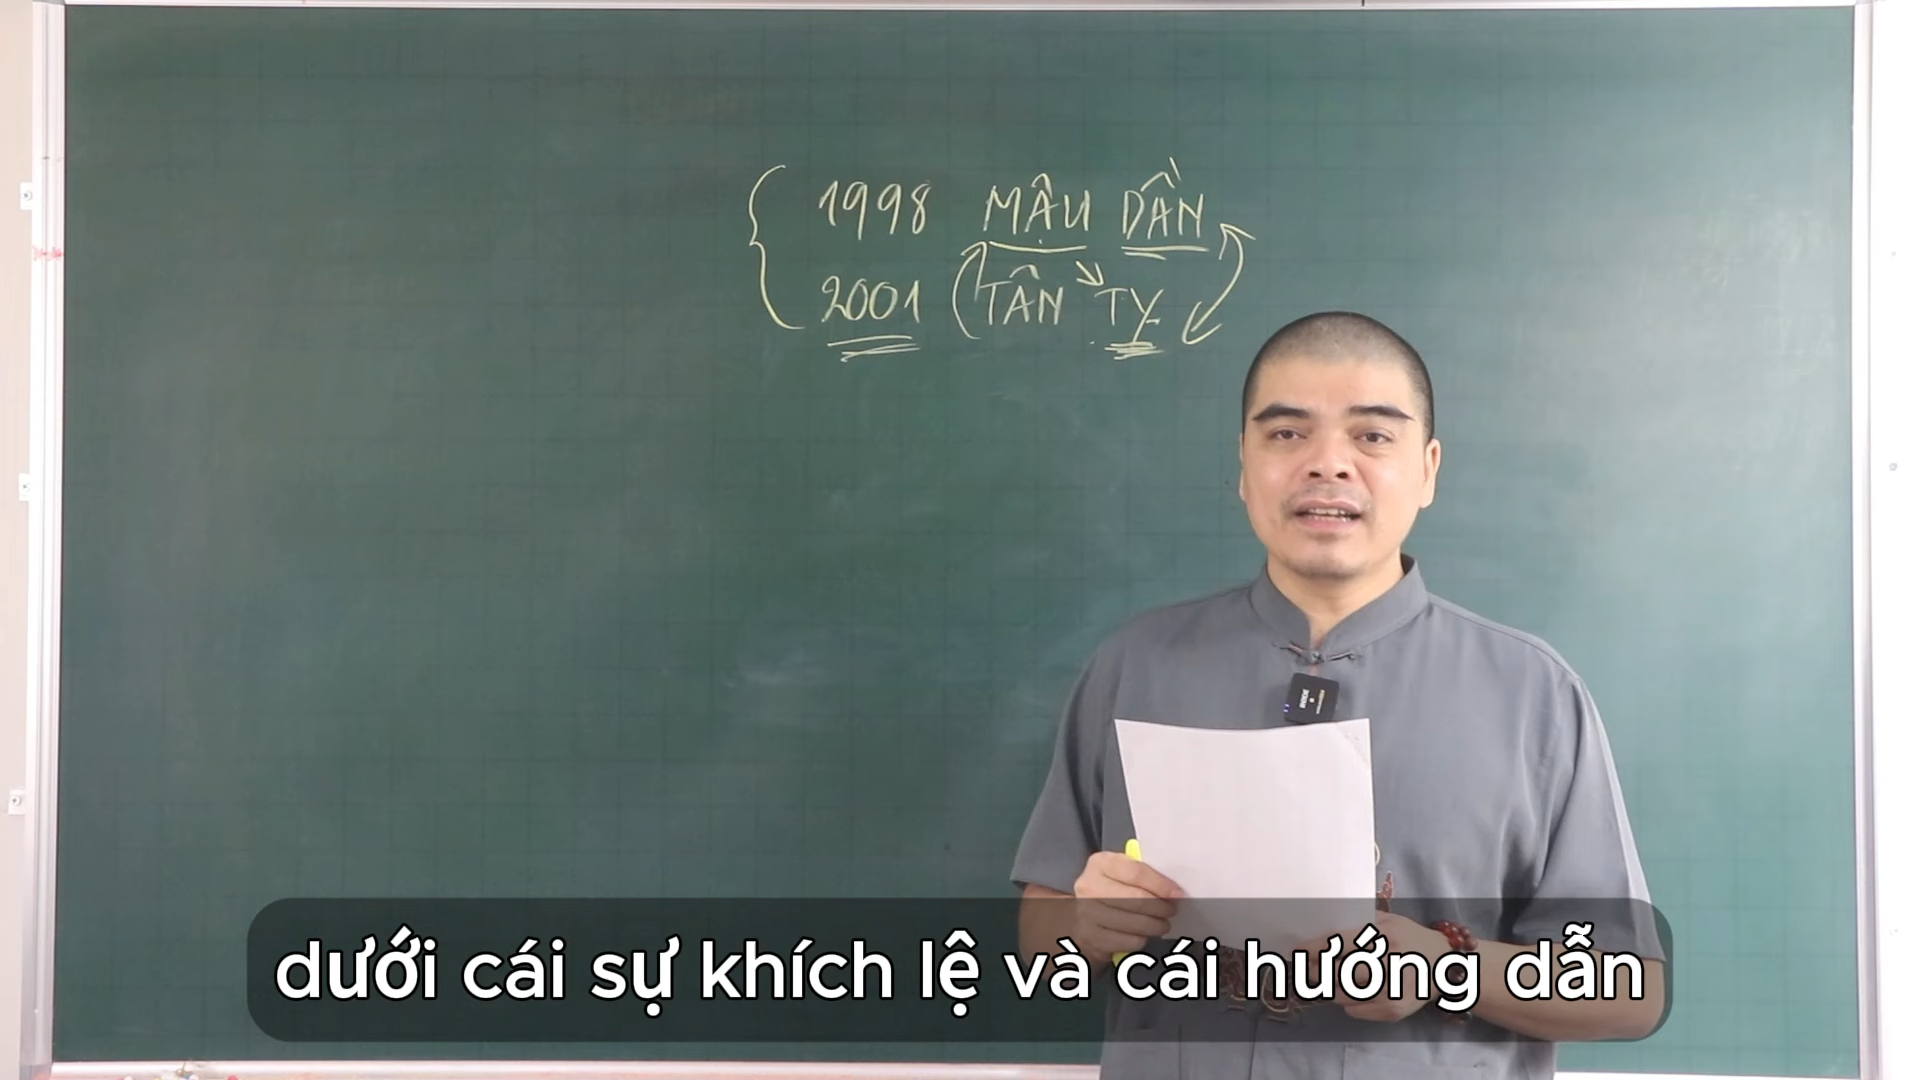 1998 MẬU DẦN
2001 TÂN TỴ
dưới cái sự khích lệ và cái hướng dẫn